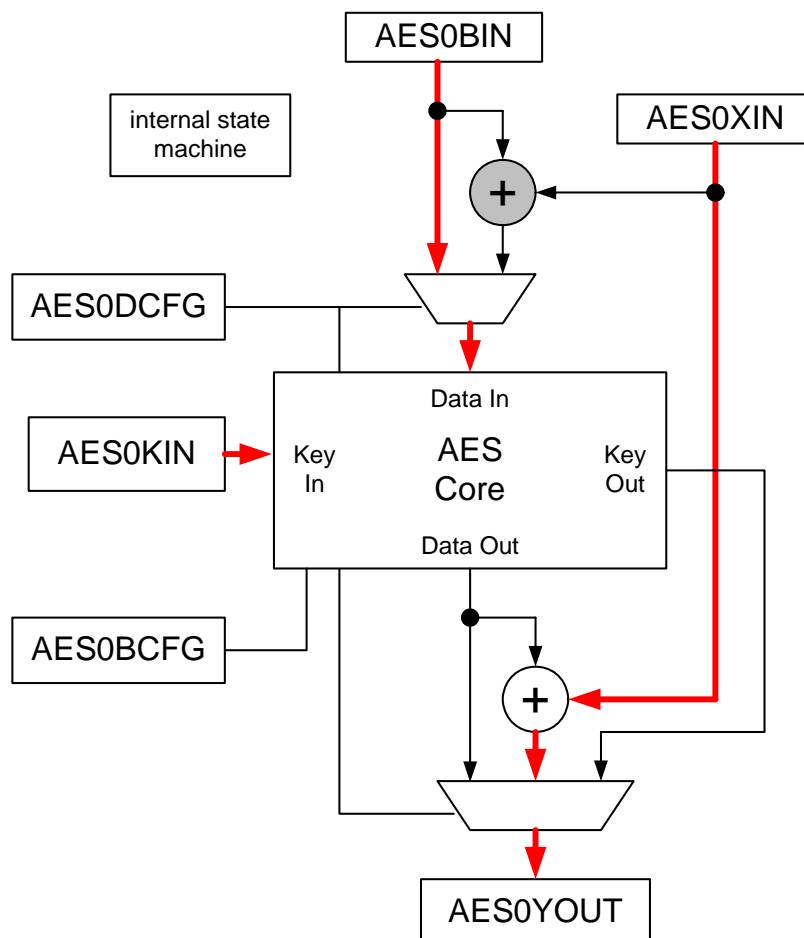 AES0BIN
internal state
machine
AES0XIN
+
AES0DCFG
Data In
AES0KIN
Key
In
AES
Core
Key
Out
Data Out
AES0BCFG
+
AES0YOUT